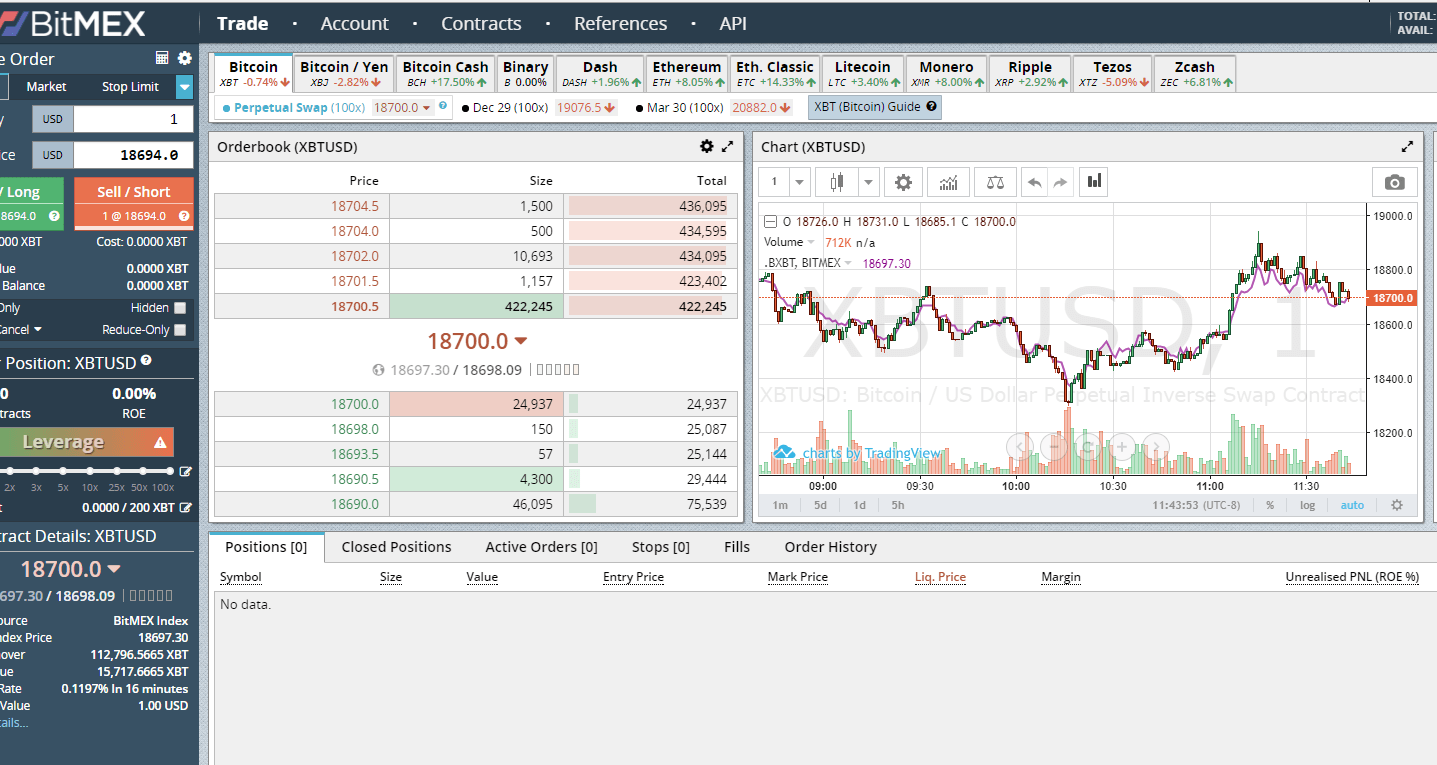 BitMEX Trade · Account · Contracts · References · API TOTAL:
AVAIL:
Order
Market Stop Limit
USD 1
USD 18694.0
/ Long Sell / Short
18694.0 1 @ 18694.0
XBT Cost: 0.0000 XBT
0.0000 XBT
Balance 0.0000 XBT
Only Hidden
Reduce-Only
Position: XBTUSD
0 0.00%
ROE
Leverage
2x 3x 5x 10x 25x 50x 100x
0.0000 / 200 XBT
Details: XBTUSD
18700.0
/ 18698.09
BitMEX Index
Price 18697.30
112,796.5665 XBT
15,717.6665 XBT
Rate 0.1197% In 16 minutes
Value 1.00 USD
Bitcoin Bitcoin / Yen Bitcoin Cash Binary Dash Ethereum Eth. Classic Litecoin Monero Ripple Tezos Zcash
XBT -0.74% XBJ -2.82% BCH +17.50% B 0.00% DASH +1.96% ETH +8.05% ETC +14.33% LTC +3.40% XMR +8.00% XRP +2.92% XTZ -5.09% ZEC +6.81%
Perpetual Swap (100x) 18700.0 Dec 29 (100x) 19076.5 Mar 30 (100x) 20882.0 XBT (Bitcoin) Guide
Orderbook (XBTUSD)
Price Size Total
18704.5 1,500 436,095
18704.0 500 434,595
18702.0 10,693 434,095
18701.5 1,157 423,402
18700.5 422,245 422,245
18700.0
18697.30 / 18698.09
18700.0 24,937 24,937
18698.0 150 25,087
18693.5 57 25,144
18690.5 4,300 29,444
18690.0 46,095 75,539
Chart (XBTUSD)
1
O 18726.0 H 18731.0 L 18685.1 C 18700.0
Volume 712K n/a
.BXBT, BITMEX 18697.30
XBTUSD, 1
XBTUSD: Bitcoin / US Dollar Perpetual Inverse Swap Contract
19000.0
18800.0
18700.0
18600.0
18400.0
18200.0
charts by TradingView
09:00 09:30 10:00 10:30 11:00 11:30
1m 5d 1d 5h 11:43:53 (UTC-8) % log auto
Positions [0] Closed Positions Active Orders [0] Stops [0] Fills Order History
Symbol Size Value Entry Price Mark Price Liq. Price Margin Unrealised PNL (ROE %)
No data.